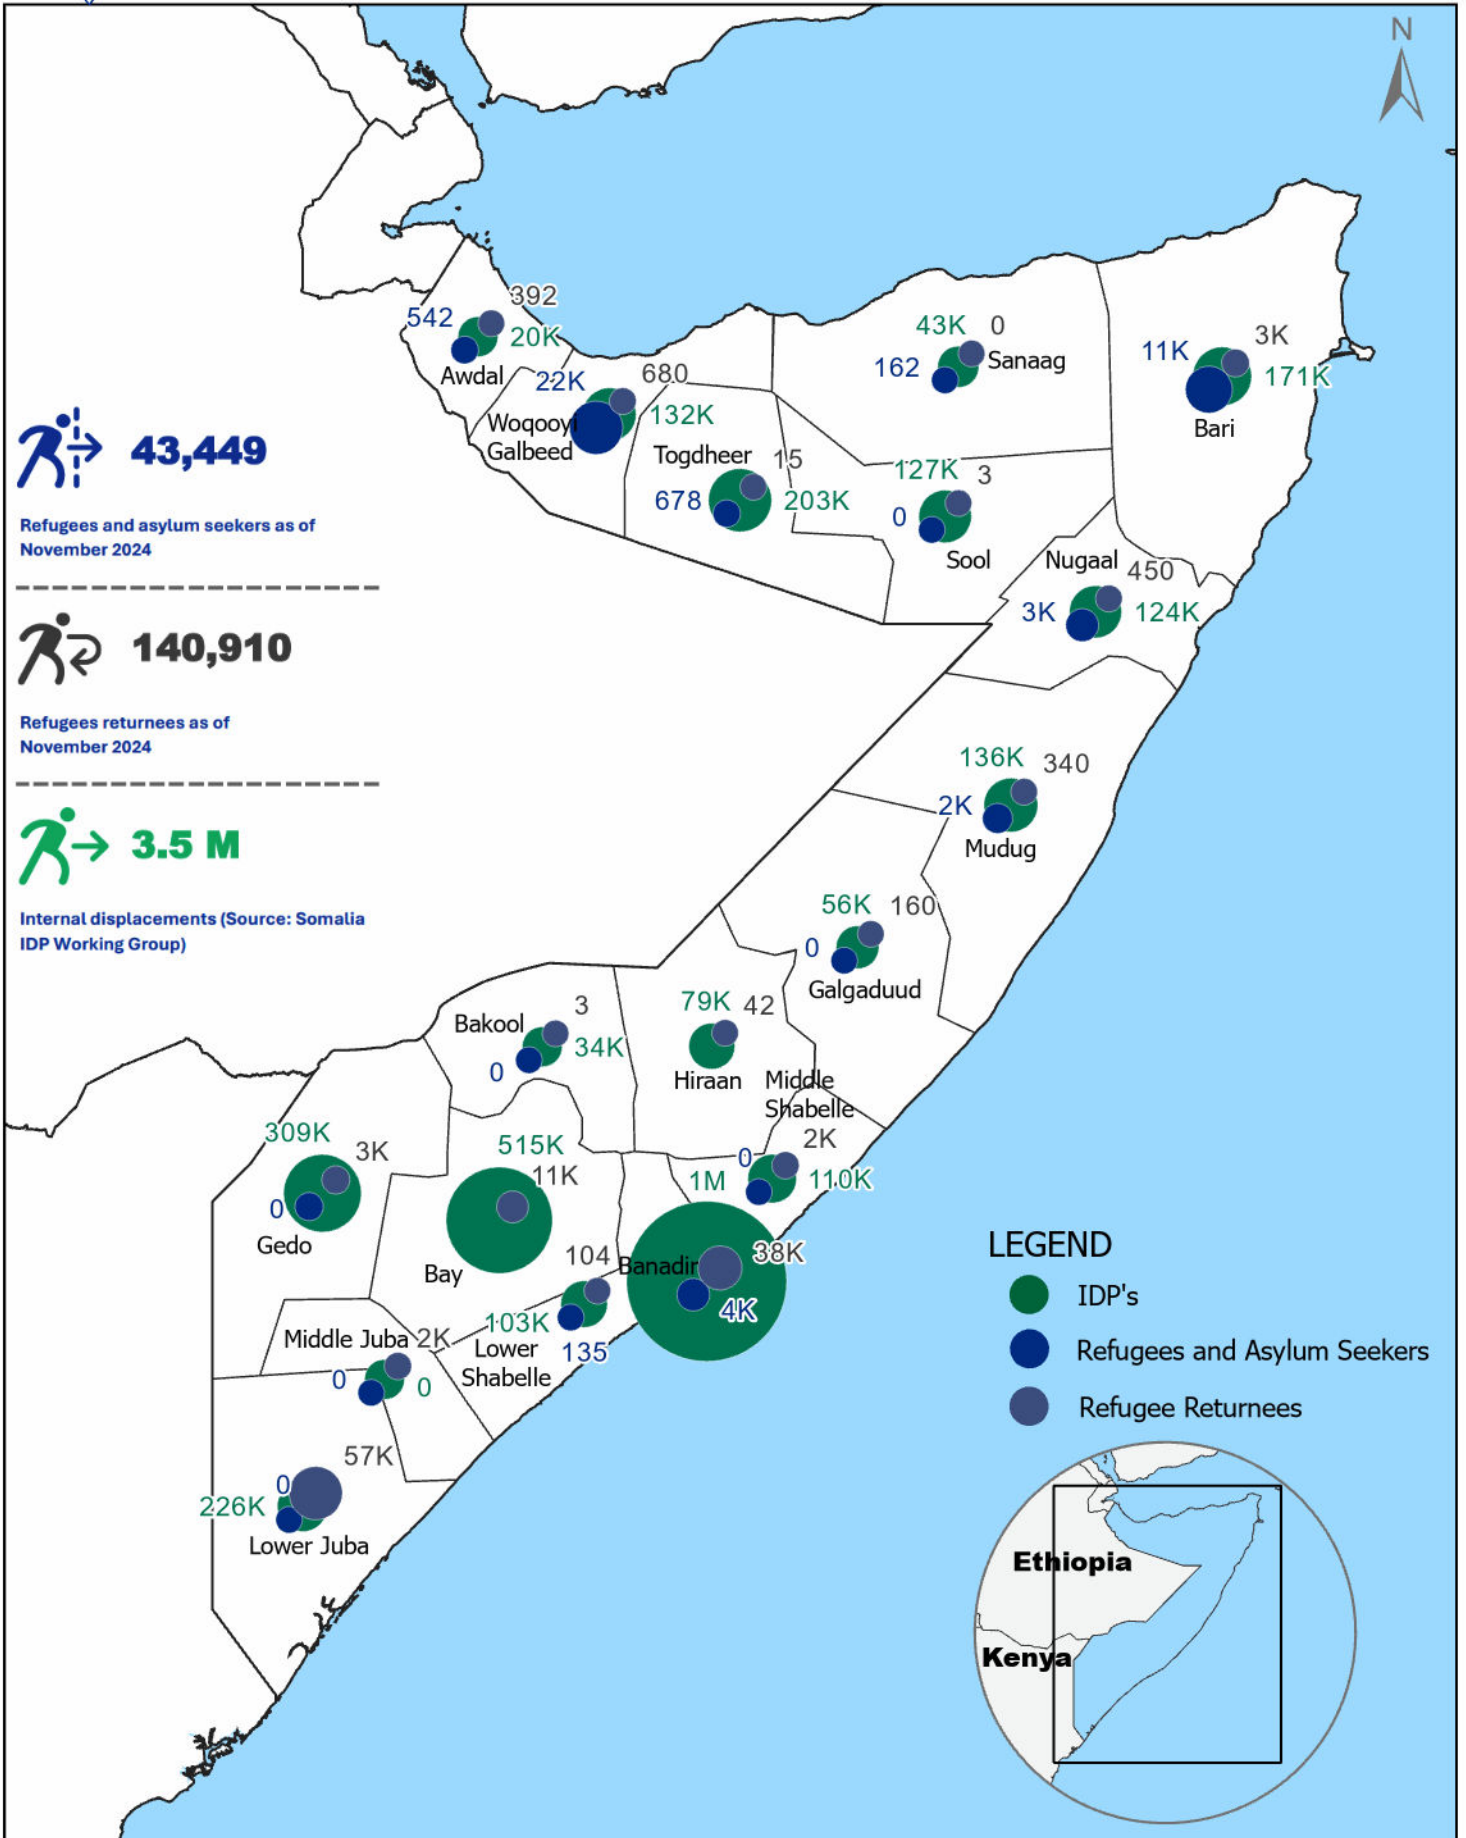 N
392
542
20K
Awdal
22K
680
Woqooyi
Galbeed
132K
43K
0
162
Sanaag
3K
11K
171K
Bari
Togdheer
15
678
203K
127K
3
0
Sool
Nugaal
450
3K
124K
43,449
Refugees and asylum seekers as of
November 2024
140,910
Refugees returnees as of
November 2024
3.5 M
Internal displacements (Source: Somalia
IDP Working Group)
136K
340
2K
Mudug
56K
160
0
Galgaduud
Bakool
3
34K
0
79K
42
Hiraan
Middle
Shabelle
2K
0
110K
309K
3K
0
Gedo
515K
11K
Bay
1M
Banadir
38K
4K
104
103K
Lower
Shabelle
135
Middle Juba
2K
0
0
57K
0
226K
Lower Juba
LEGEND
IDP's
Refugees and Asylum Seekers
Refugee Returnees
Ethiopia
Kenya